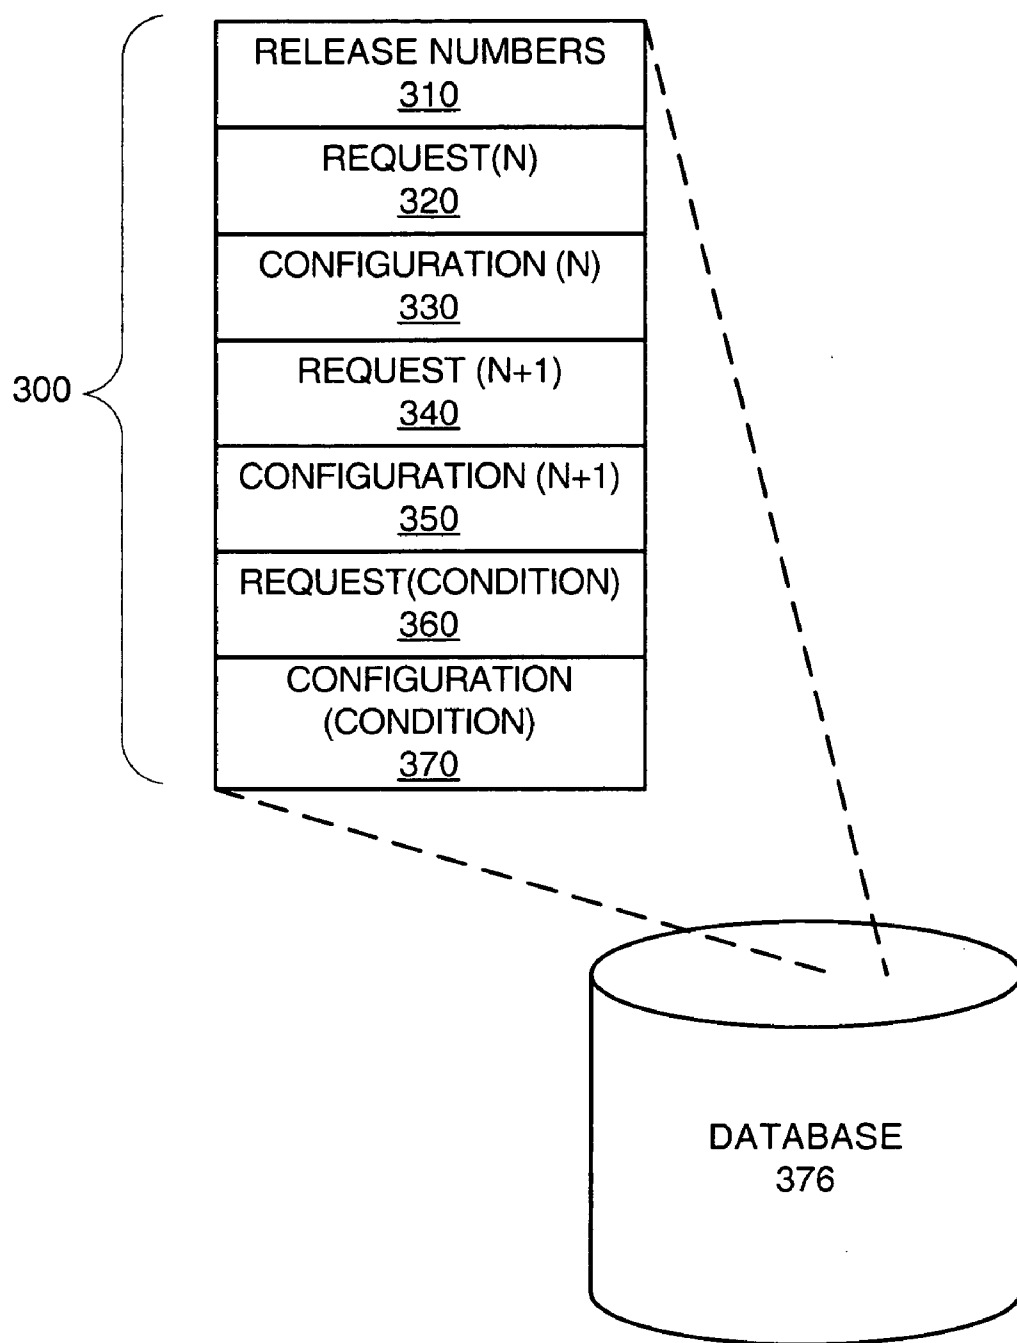 RELEASE NUMBERS
310
REQUEST(N)
320
CONFIGURATION (N)
330
300
REQUEST (N+1)
340
CONFIGURATION (N+1)
350
REQUEST(CONDITION)
360
CONFIGURATION
(CONDITION)
370
DATABASE
376